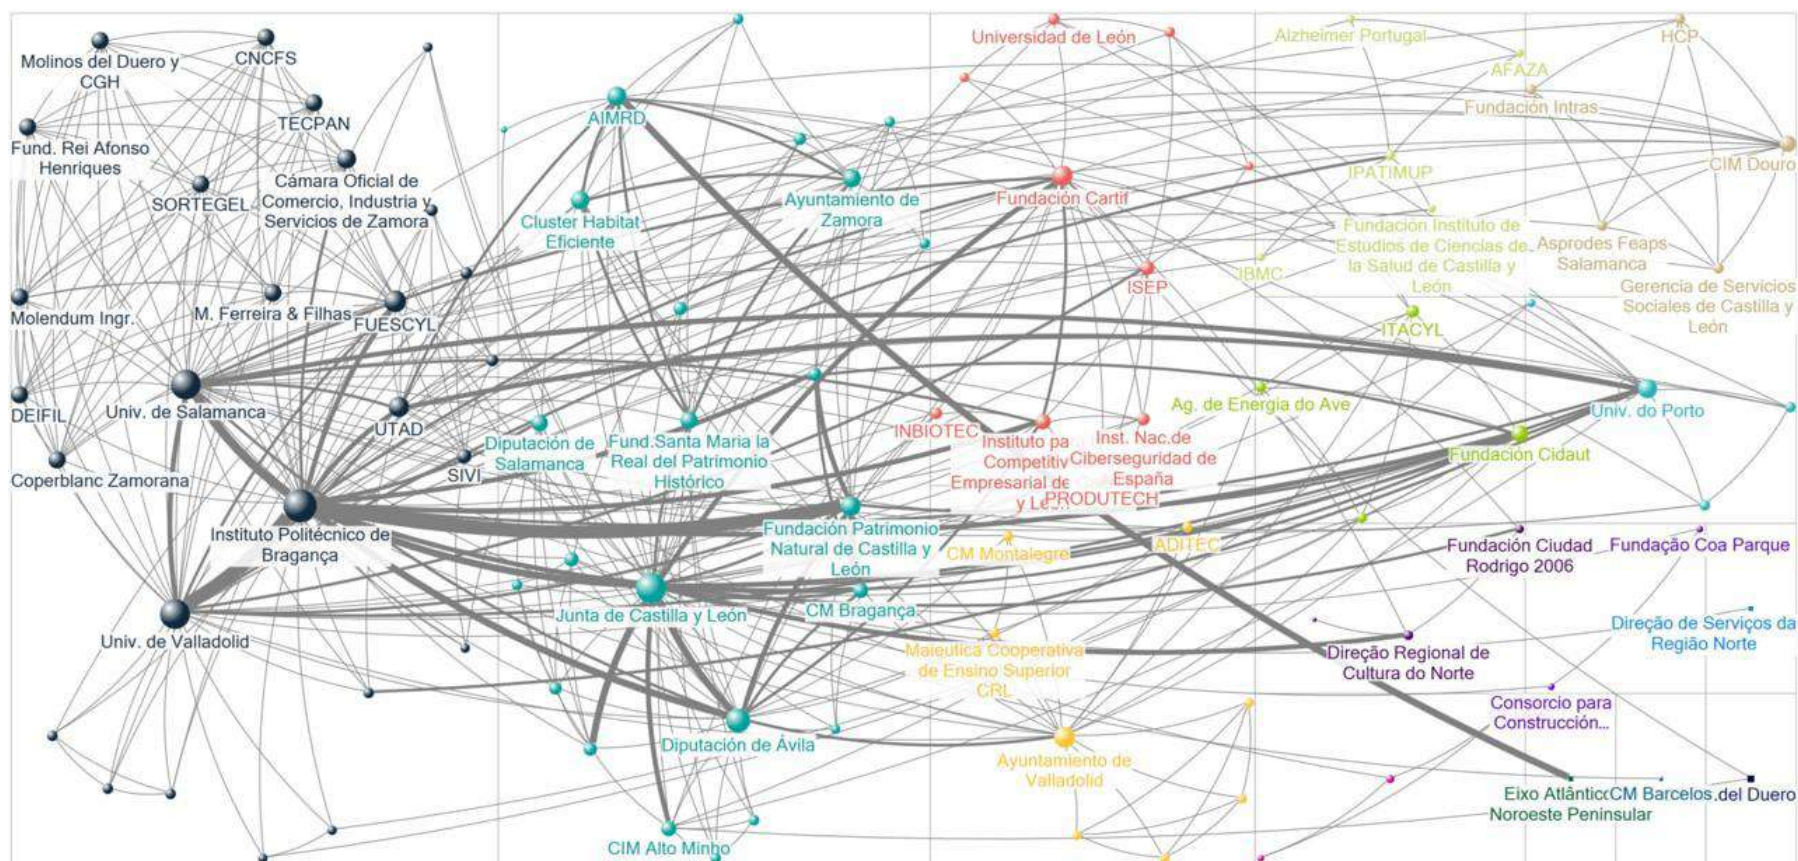 Molinos del Duero y
CGH
CNCFS
TECPAN
Fund. Rei Afonso
Henriques
SORTEGEL
Cámara Oficial de
Comercio, Industria y
Servicios de Zamora
Molendum Ingr.
M. Ferreira & Filhas
FUESCYL
DEIFIL
Univ. de Salamanca
UTAD
Coperblanc Zamorana
SIVI
Instituto Politécnico de
Bragança
Univ. de Valladolid
AIMRD
Cluster Habitat
Eficiente
Ayuntamiento de
Zamora
Diputación de
Salamanca
Fund.Santa Maria la
Real del Patrimonio
Histórico
Fundación Patrimonio
Natural de Castilla y
León
Junta de Castilla y León
CM Bragança
Diputación de Ávila
CIM Alto Minho
Universidad de León
Fundación Cartif
ISEP
INBIOTEC
Instituto pa
Competitiv
Empresarial de
y Le
Inst. Nac.de
Ciberseguridad de
España
PRODUTECH
CM Montalegre
ADITEC
Maieutica Cooperativa
de Ensino Superior
CRL
Ayuntamiento de
Valladolid
Alzheimer Portugal
AFAZA
IPATIMUP
Fundación Instituto de
Estudios de Ciencias de
la Salud de Castilla y
León
IBMC
ITACYL
Ag. de Energia do Ave
Fundación Cidaut
HCP
Fundación Intras
CIM Douro
Asprodes Feaps
Salamanca
Gerencia de Servicios
Sociales de Castilla y
León
Univ. do Porto
Fundación Ciudad
Rodrigo 2006
Fundação Coa Parque
Direção Regional de
Cultura do Norte
Direção de Serviços da
Região Norte
Consorcio para
Construcción...
Eixo Atlântico
Noroeste Peninsular
CM Barcelos
.del Duero